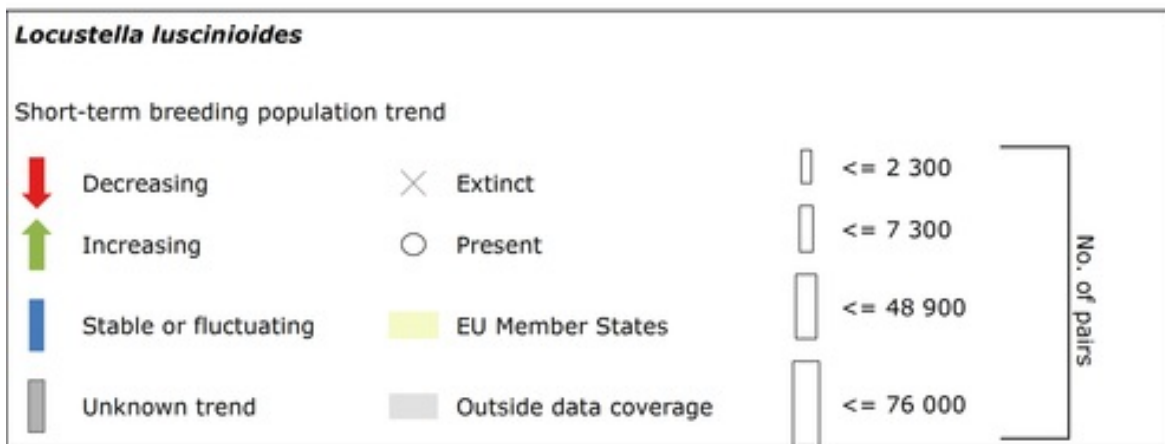 Locustella luscinioides
Short-term breeding population trend
Decreasing
Increasing
Stable or fluctuating
Unknown trend
Extinct
Present
EU Member States
Outside data coverage
<= 2 300
<= 7 300
<= 48 900
<= 76 000
No. of pairs